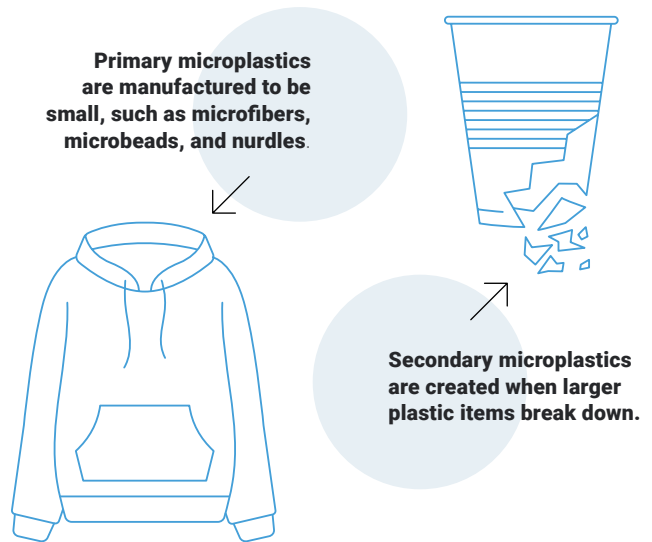 Primary microplastics
are manufactured to be
small, such as microfibers,
microbeads, and nurdles.
Secondary microplastics
are created when larger
plastic items break down.